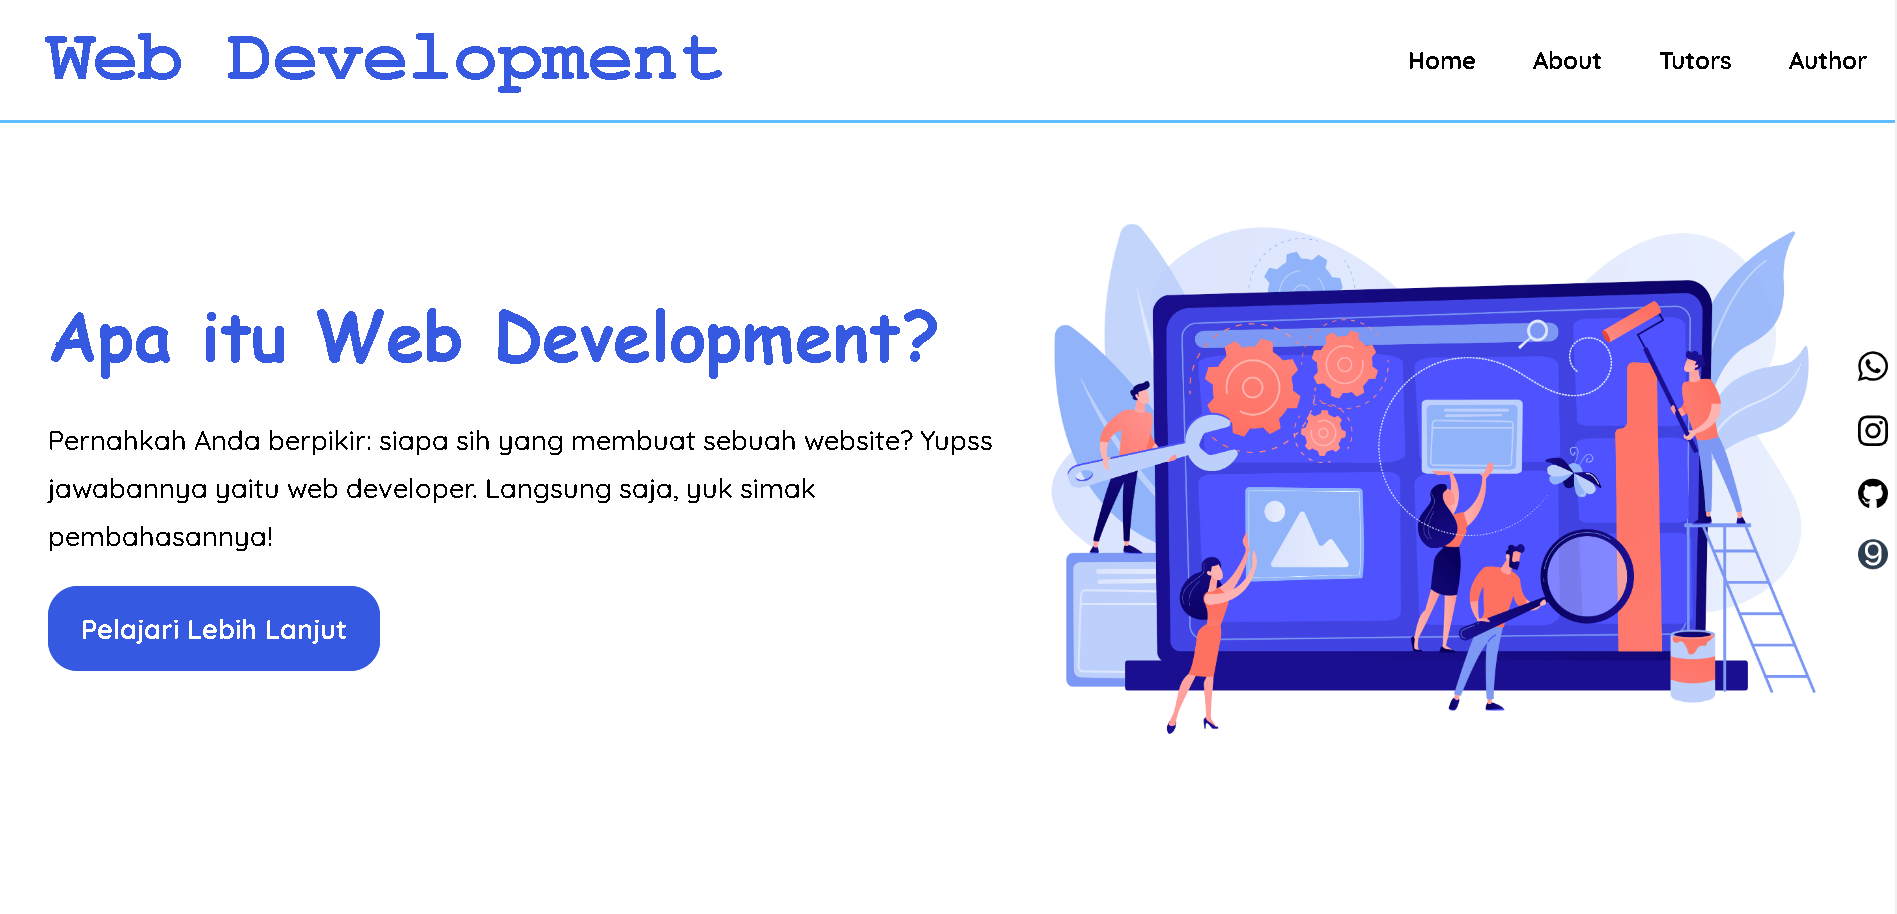 Web Development
Home
About
Tutors
Author
Apa itu Web Development?
Pernahkah Anda berpikir: siapa sih yang membuat sebuah website? Yupss
jawabannya yaitu web developer. Langsung saja, yuk simak
pembahasannya!
Pelajari Lebih Lanjut